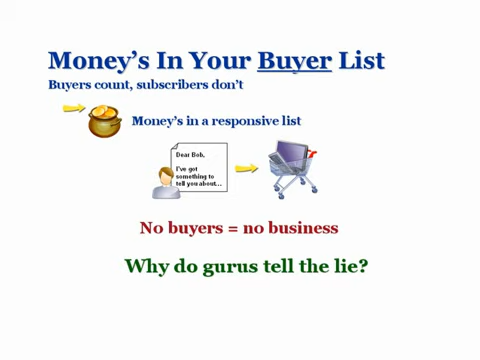 Money's In Your Buyer List
Buyers count, subscribers don't
Money's in a responsive list
Dear Bob,
I've got
something to
tell you about...
No buyers = no business
Why do gurus tell the lie?